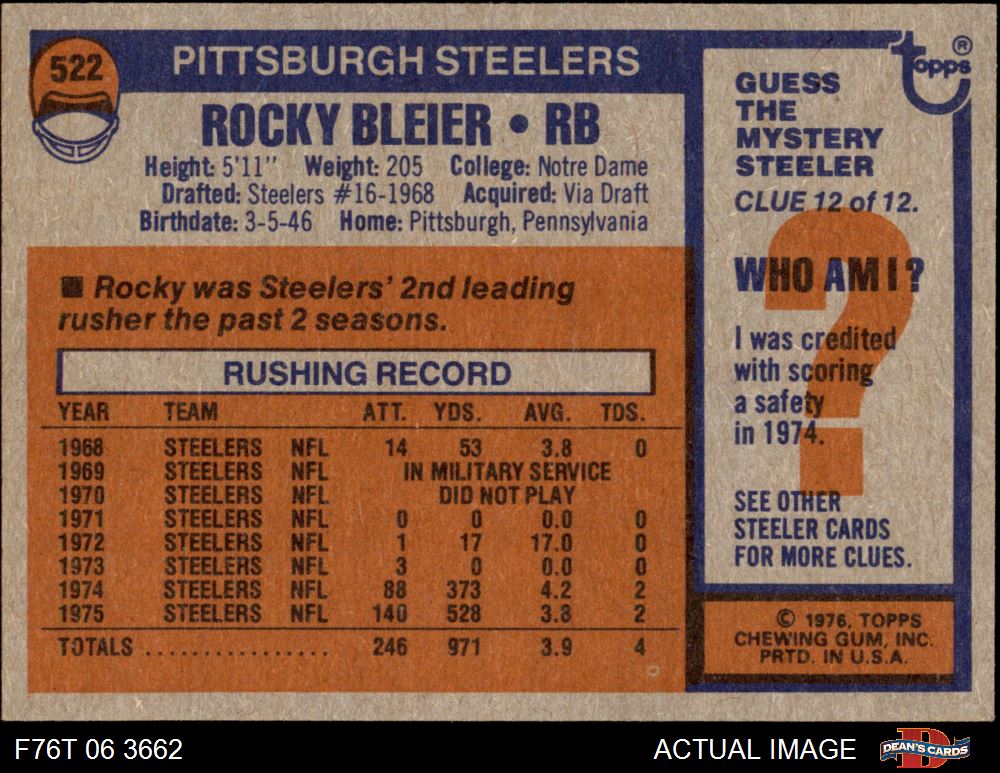 522
PITTSBURGH STEELERS
ROCKY BLEIER • RB
Height: 5'11" Weight: 205 College: Notre Dame
Drafted: Steelers #16-1968 Acquired: Via Draft
Birthdate: 3-5-46 Home: Pittsburgh, Pennsylvania
■ Rocky was Steelers' 2nd leading
rusher the past 2 seasons.
RUSHING RECORD
YEAR TEAM ATT. YDS. AVG. TDS.
1968 STEELERS NFL 14 53 3.8 0
1969 STEELERS NFL IN MILITARY SERVICE
1970 STEELERS NFL DID NOT PLAY
1971 STEELERS NFL 0 0 0.0 0
1972 STEELERS NFL 1 17 17.0 0
1973 STEELERS NFL 3 0 0.0 0
1974 STEELERS NFL 88 373 4.2 2
1975 STEELERS NFL 140 528 3.8 2
TOTALS ................ 246 971 3.9 4
Topps ®
GUESS
THE
MYSTERY
STEELER
CLUE 12 of 12.
?
WHO AM I?
I was credited
with scoring
a safety
in 1974.
SEE OTHER
STEELER CARDS
FOR MORE CLUES.
© 1976, TOPPS
CHEWING GUM, INC.
PRTD. IN U.S.A.
F76T 06 3662
ACTUAL IMAGE
DEAN'S CARDS